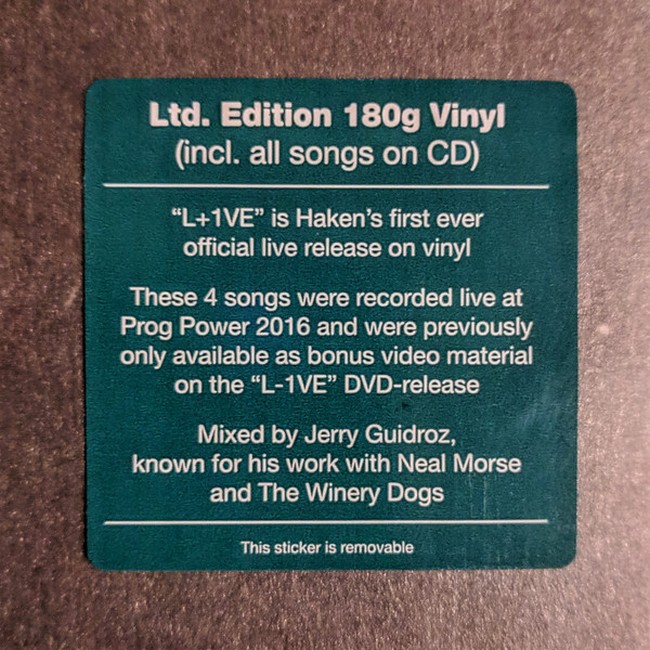 Ltd. Edition 180g Vinyl
(incl. all songs on CD)
“L+1VE” is Haken’s first ever
official live release on vinyl
These 4 songs were recorded live at
Prog Power 2016 and were previously
only available as bonus video material
on the “L-1VE” DVD-release
Mixed by Jerry Guidroz,
known for his work with Neal Morse
and The Winery Dogs
This sticker is removable